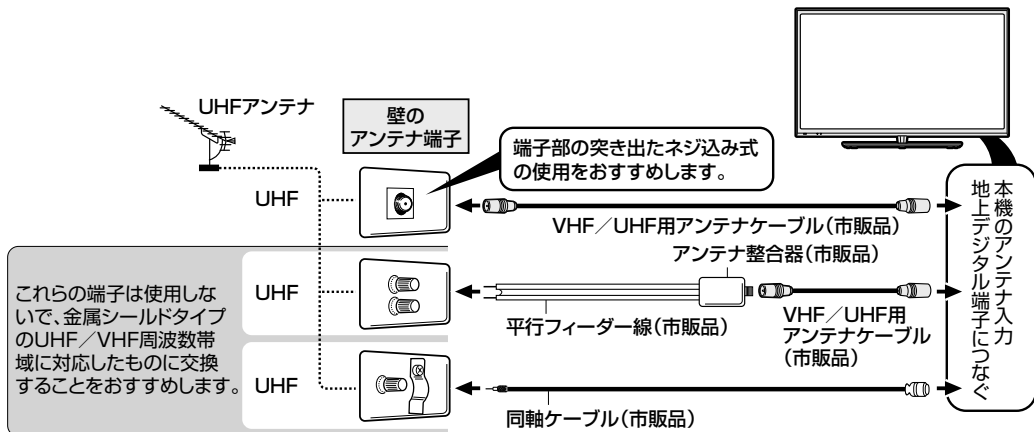 UHFアンテナ
壁の
アンテナ端子
端子部の突き出たネジ込み式
の使用をおすすめします。
UHF
VHF／UHF用アンテナケーブル（市販品）
アンテナ整合器（市販品）
これらの端子は使用しな
いで、金属シールドタイプ
のUHF／VHF周波数帯
域に対応したものに交換
することをおすすめします。
UHF
平行フィーダー線（市販品）
VHF／UHF用
アンテナケーブル
（市販品）
UHF
同軸ケーブル（市販品）
本機のアンテナ入力
地上デジタル端子につなぐ